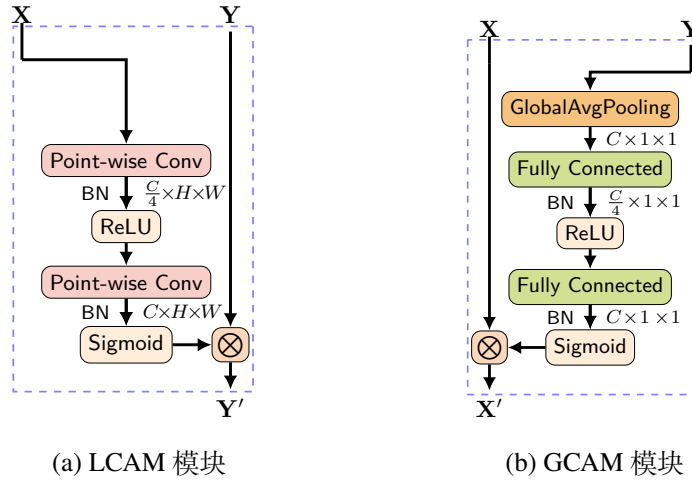 X Y
Point-wise Conv
BN C/4×H×W
ReLU
Point-wise Conv
BN C×H×W
Sigmoid ⊗
Y′
(a) LCAM 模块
X Y
GlobalAvgPooling
C×1×1
Fully Connected
BN C/4×1×1
ReLU
Fully Connected
BN C×1×1
⊗ Sigmoid
X′
(b) GCAM 模块